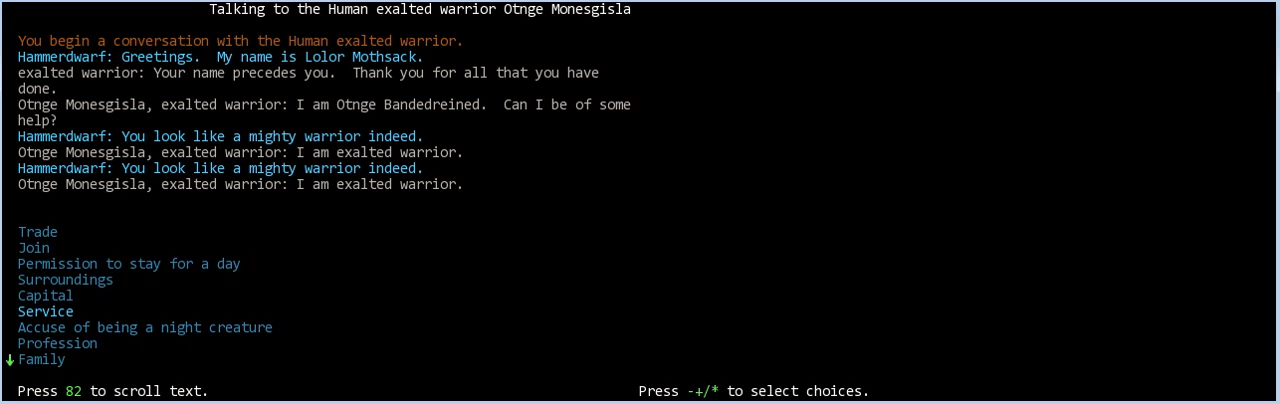 Talking to the Human exalted warrior Otnge Monesgisla
You begin a conversation with the Human exalted warrior.
Hammerdwarf: Greetings.  My name is Lolor Mothsack.
exalted warrior: Your name precedes you.  Thank you for all that you have
done.
Otnge Monesgisla, exalted warrior: I am Otnge Bandedreined.  Can I be of some
help?
Hammerdwarf: You look like a mighty warrior indeed.
Otnge Monesgisla, exalted warrior: I am exalted warrior.
Hammerdwarf: You look like a mighty warrior indeed.
Otnge Monesgisla, exalted warrior: I am exalted warrior.
Trade
Join
Permission to stay for a day
Surroundings
Capital
Service
Accuse of being a night creature
Profession
Family
Press 82 to scroll text.
Press -+/* to select choices.